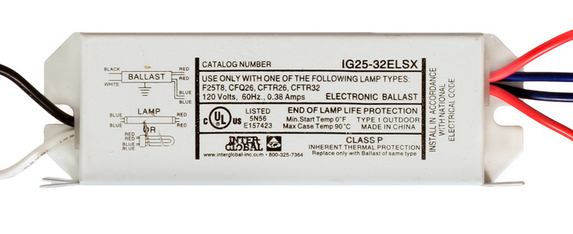 BLACK
WHITE
BALLAST
RED
RED
BLUE
BLUE
LAMP
BLUE
BLUE
RED
RED
OR
BLUE
BLUE
RED
RED
CATALOG NUMBER IG25-32ELSX
USE ONLY WITH ONE OF THE FOLLOWING LAMP TYPES:
F25T8, CFQ26, CFTR26, CFTR32
120 Volts, 60Hz., 0.38 Amps ELECTRONIC BALLAST
c UL US
LISTED
5N56
E157423
END OF LAMP LIFE PROTECTION
Min.Start Temp 0°F TYPE 1 OUTDOOR
Max Case Temp 90°C MADE IN CHINA
INTER
GLOBAL
www.interglobal-inc.com • 800-325-7364
CLASS P
INHERENT THERMAL PROTECTION
Replace only with Ballast of same type
INSTALL IN ACCORDANCE
WITH NATIONAL
ELECTRICAL CODE